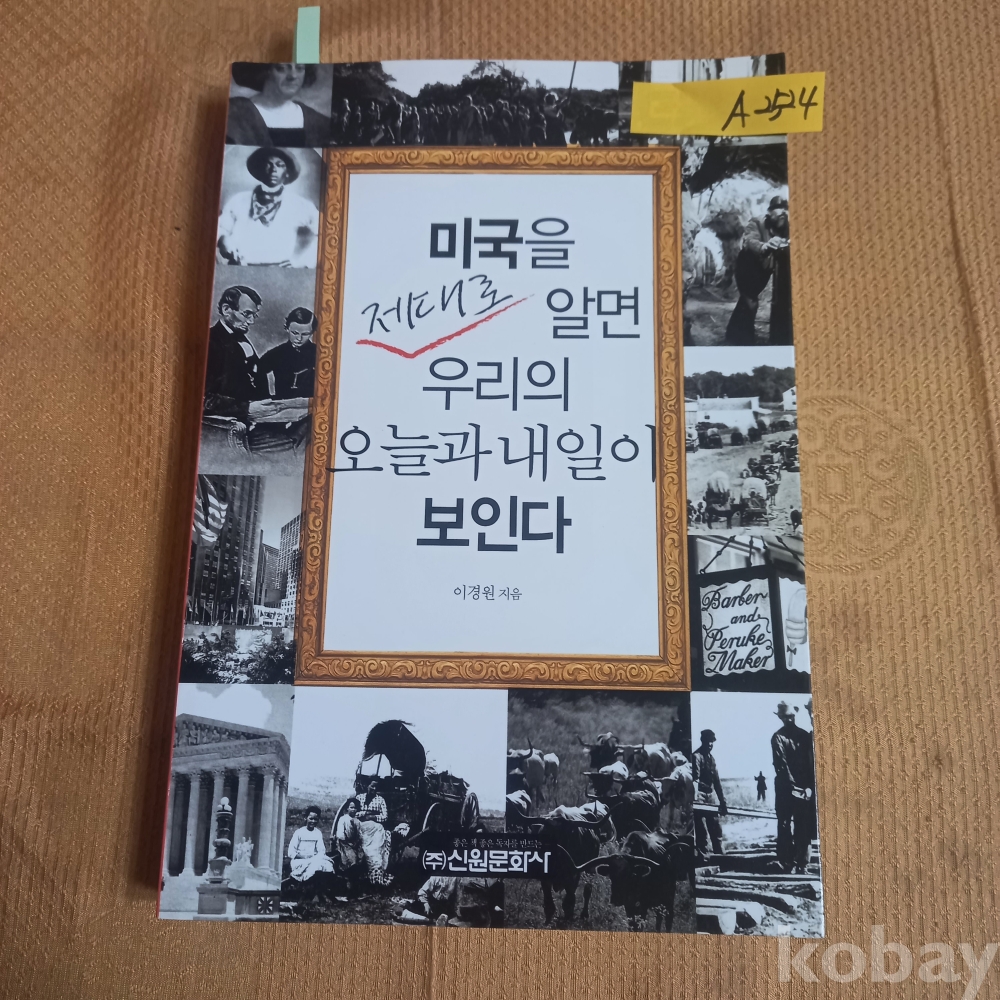 A-2524
미국을
제대로 알면
우리의
오늘과 내일이
보인다
이경원 지음
Barber
and
Peruke
Maker
좋은 책 좋은 독자를 만드는
㈜신원문화사
kobay